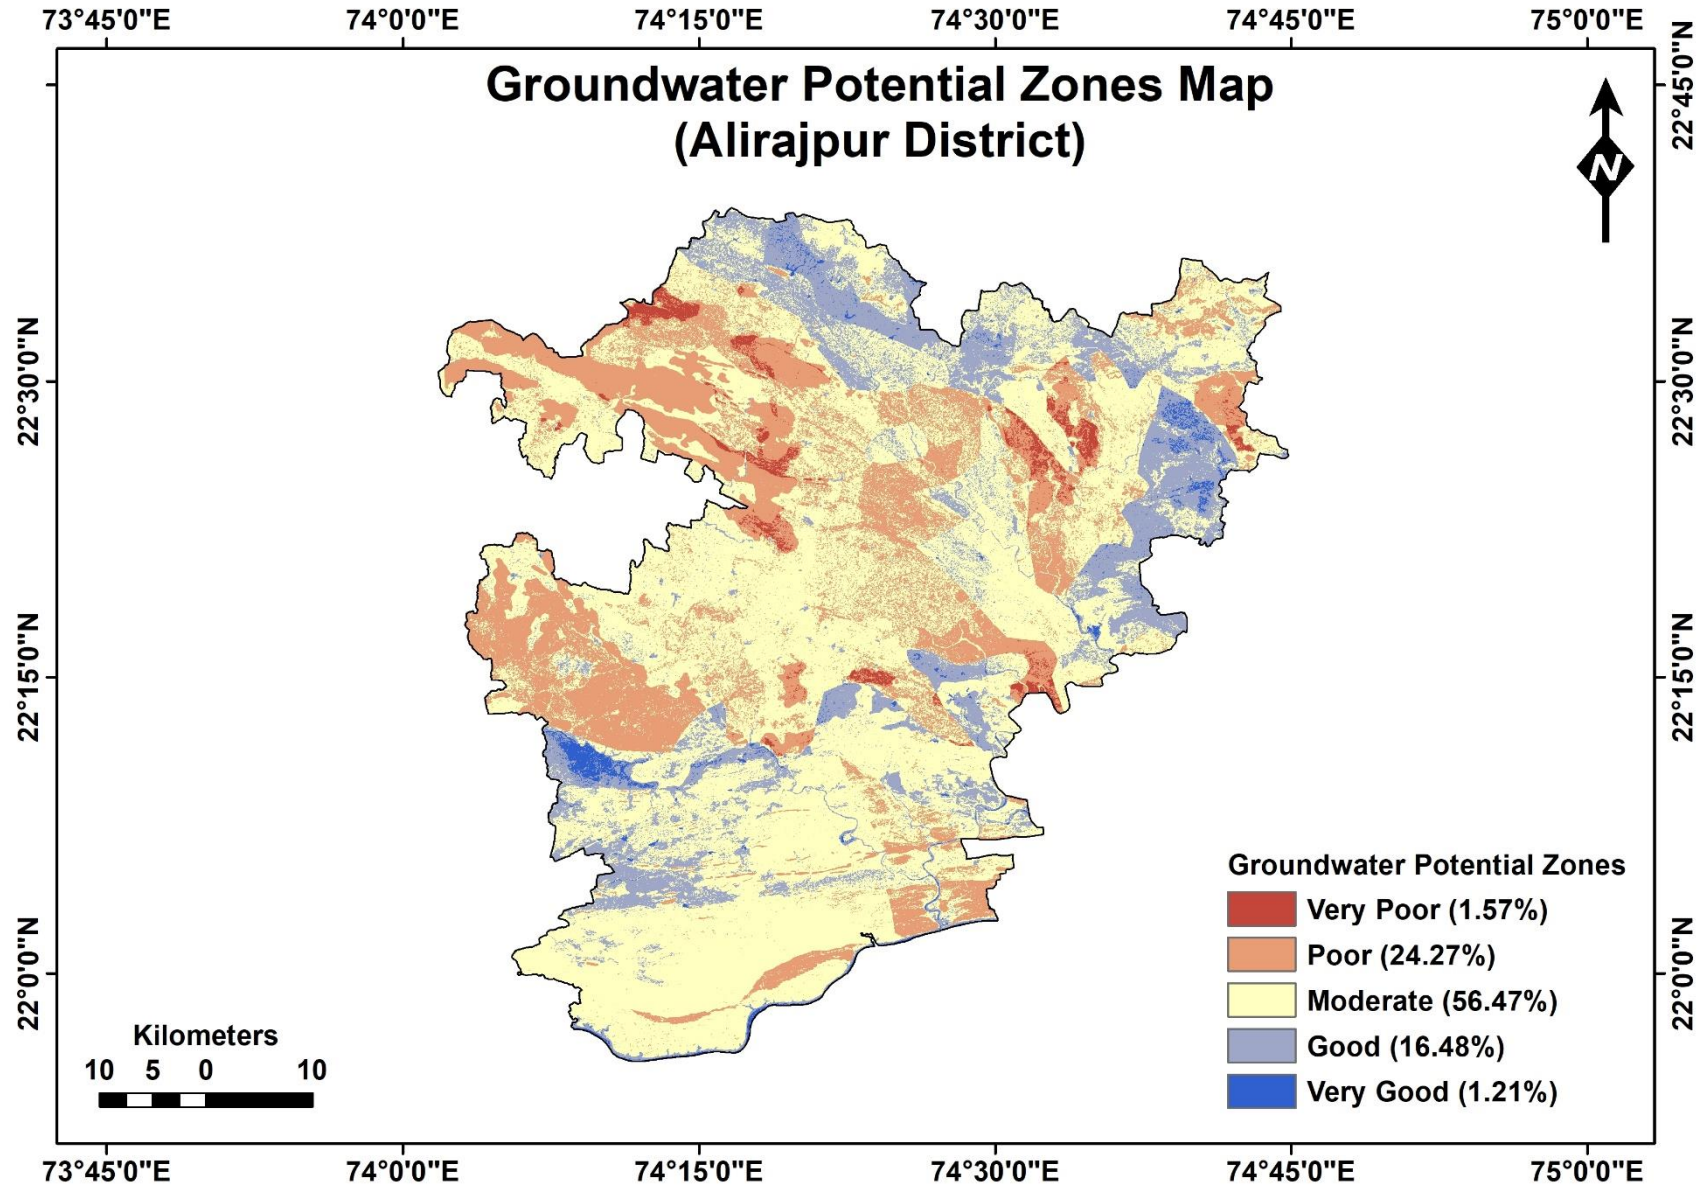 73°45'0"E 74°0'0"E 74°15'0"E 74°30'0"E 74°45'0"E 75°0'0"E
Groundwater Potential Zones Map
(Alirajpur District)
N
22°45'0"N
22°30'0"N 22°30'0"N
22°15'0"N 22°15'0"N
22°0'0"N 22°0'0"N
Groundwater Potential Zones
Very Poor (1.57%)
Poor (24.27%)
Moderate (56.47%)
Good (16.48%)
Very Good (1.21%)
Kilometers
10 5 0 10
73°45'0"E 74°0'0"E 74°15'0"E 74°30'0"E 74°45'0"E 75°0'0"E